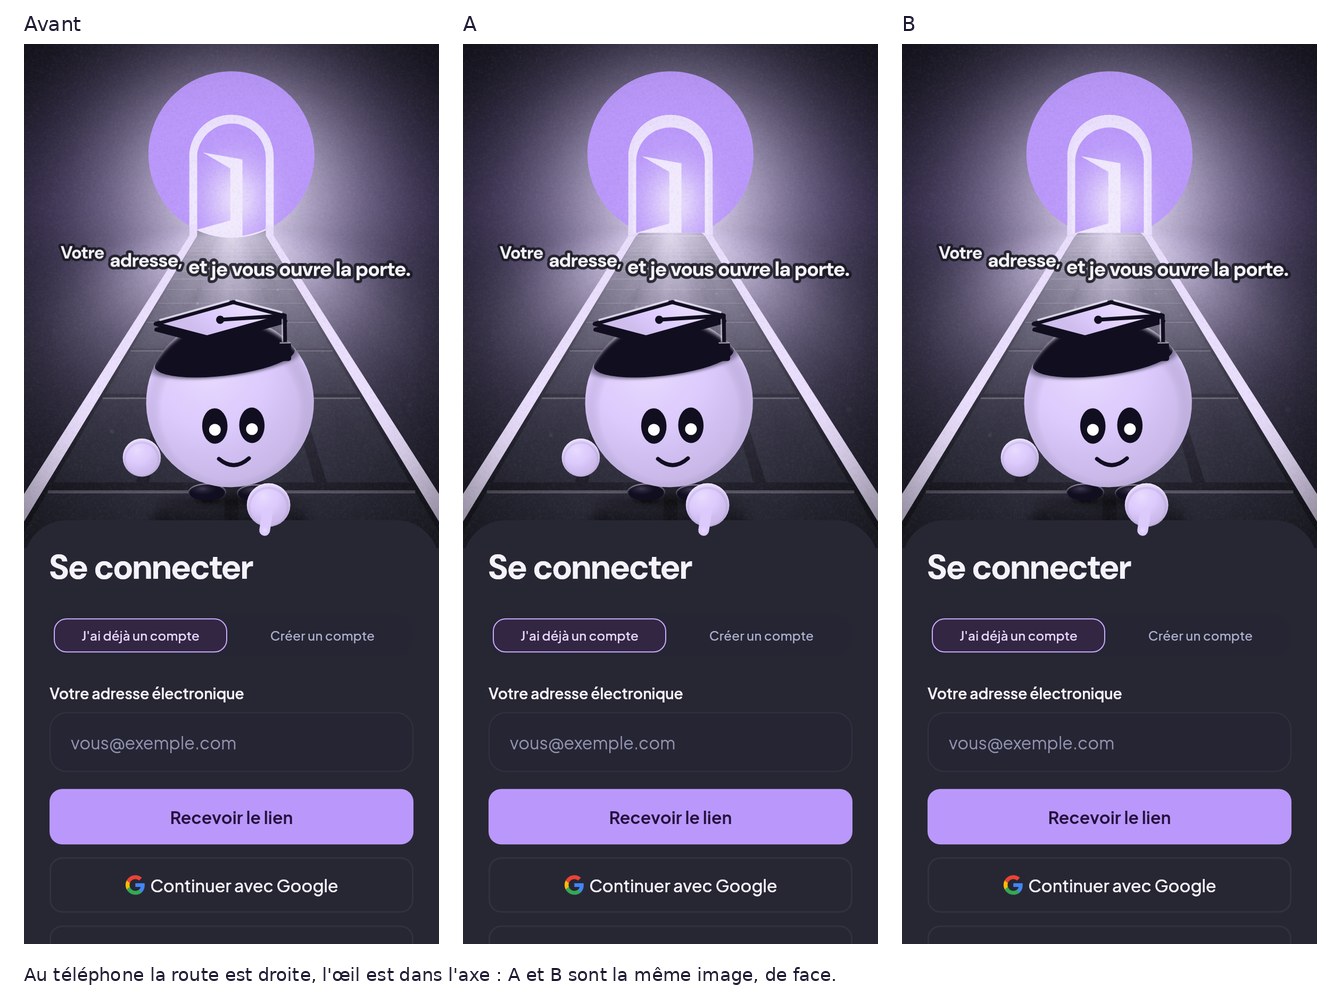 Avant
A
B
Votre adresse, et je vous ouvre la porte.
Votre adresse, et je vous ouvre la porte.
Votre adresse, et je vous ouvre la porte.
Se connecter
Se connecter
Se connecter
J'ai déjà un compte
Créer un compte
J'ai déjà un compte
Créer un compte
J'ai déjà un compte
Créer un compte
Votre adresse électronique
Votre adresse électronique
Votre adresse électronique
vous@exemple.com
vous@exemple.com
vous@exemple.com
Recevoir le lien
Recevoir le lien
Recevoir le lien
Continuer avec Google
Continuer avec Google
Continuer avec Google
Au téléphone la route est droite, l'œil est dans l'axe : A et B sont la même image, de face.